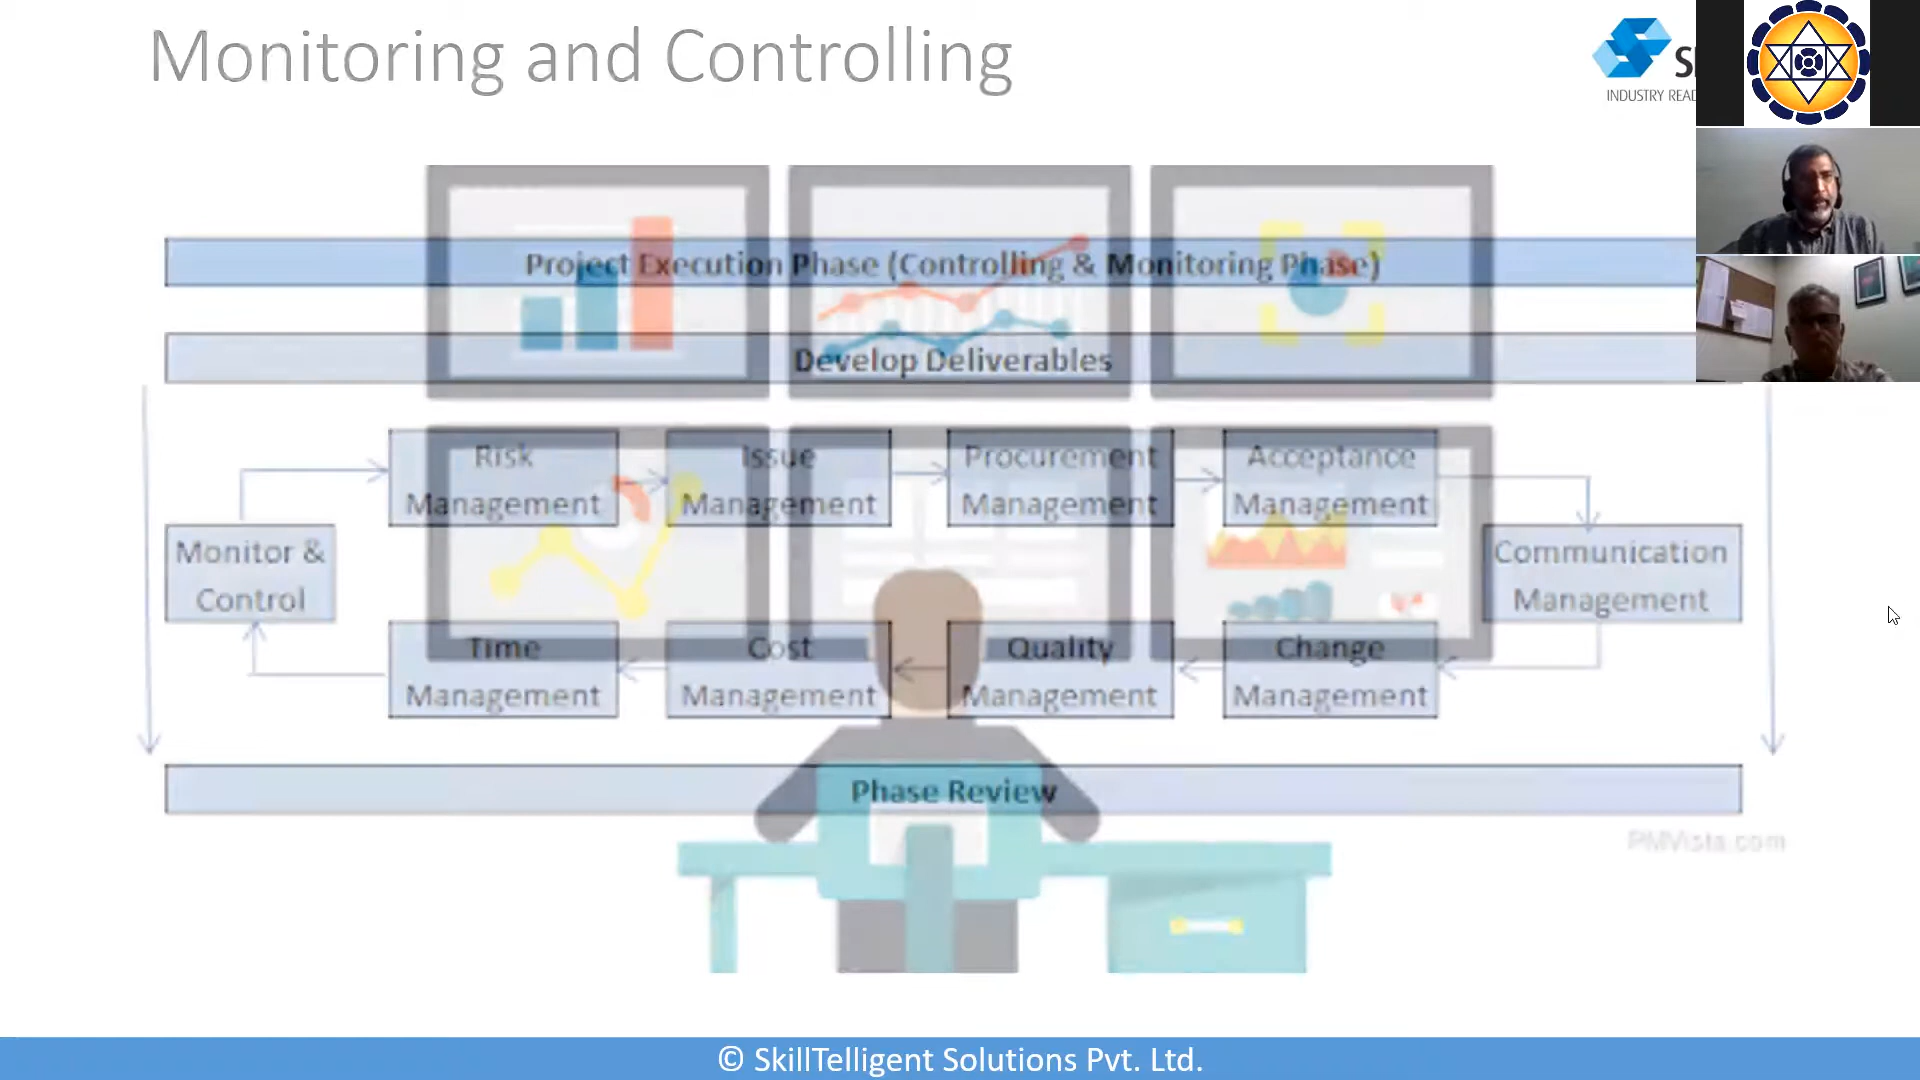 Monitoring and Controlling
INDUSTRY READ
Project Execution Phase (Controlling & Monitoring Phase)
Develop Deliverables
Risk
Management
Issue
Management
Procurement
Management
Acceptance
Management
Monitor &
Control
Communication
Management
Time
Management
Cost
Management
Quality
Management
Change
Management
Phase Review
PMVista.com
© SkillTelligent Solutions Pvt. Ltd.